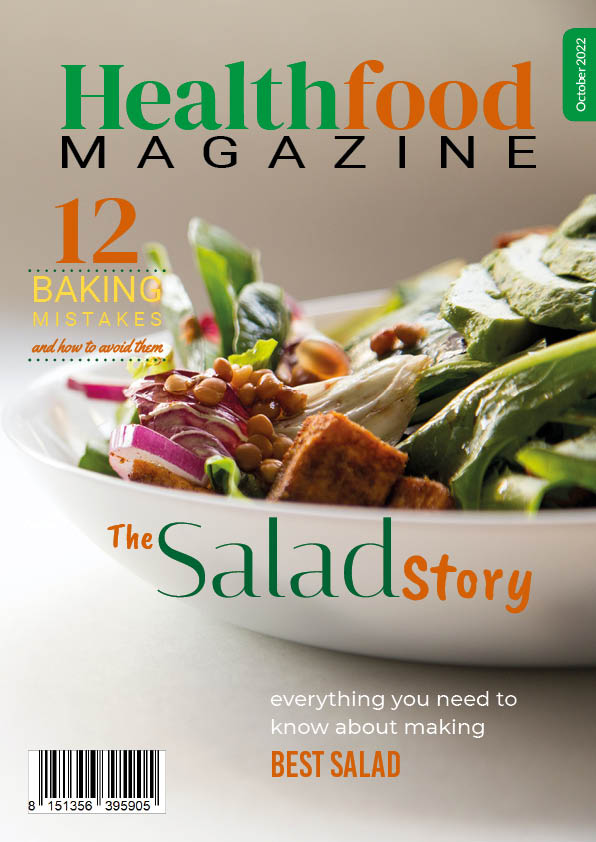 October 2022
Healthfood
MAGAZINE
12
BAKING
MISTAKES
and how to avoid them
The Salad Story
everything you need to
know about making
BEST SALAD
8 151356 395905